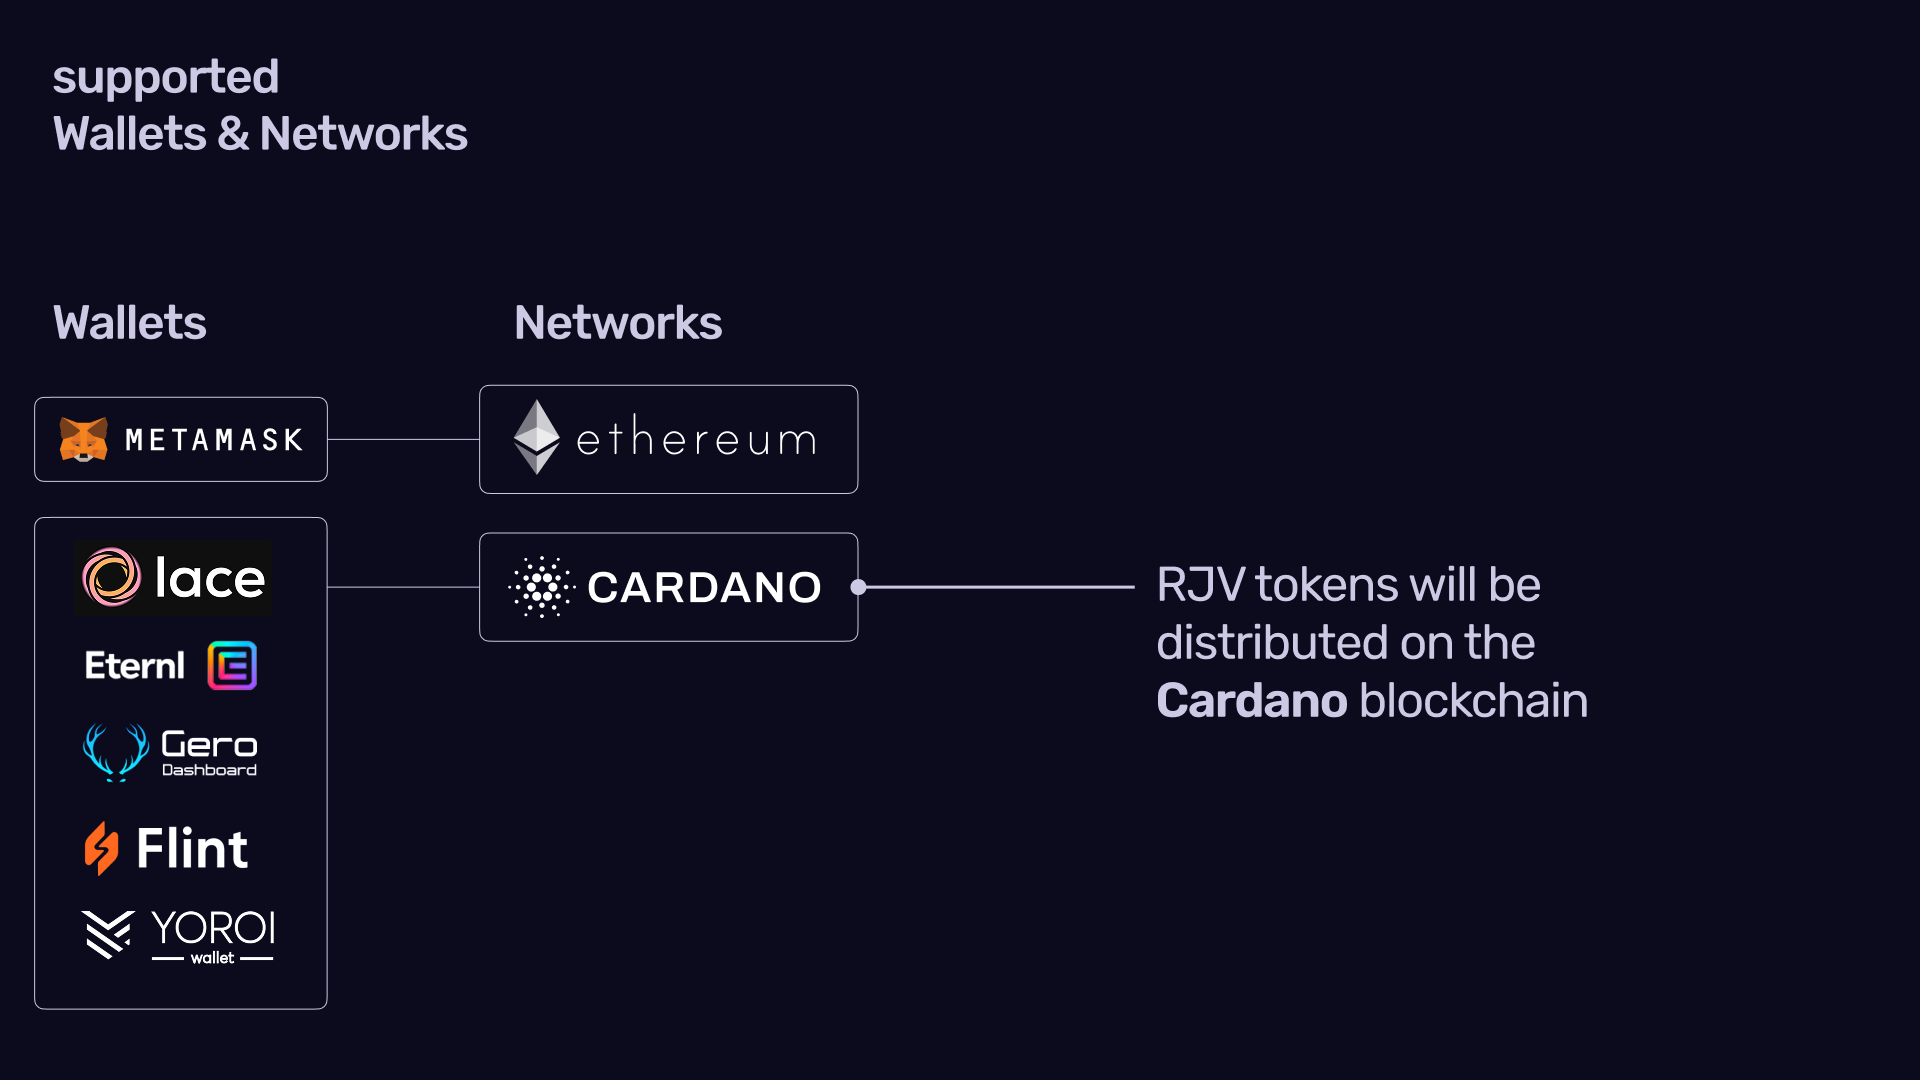 supported
Wallets & Networks
Wallets
Networks
METAMASK
ethereum
lace
CARDANO
Eternl
Gero
Dashboard
Flint
YOROI
wallet
RJV tokens will be
distributed on the
Cardano blockchain